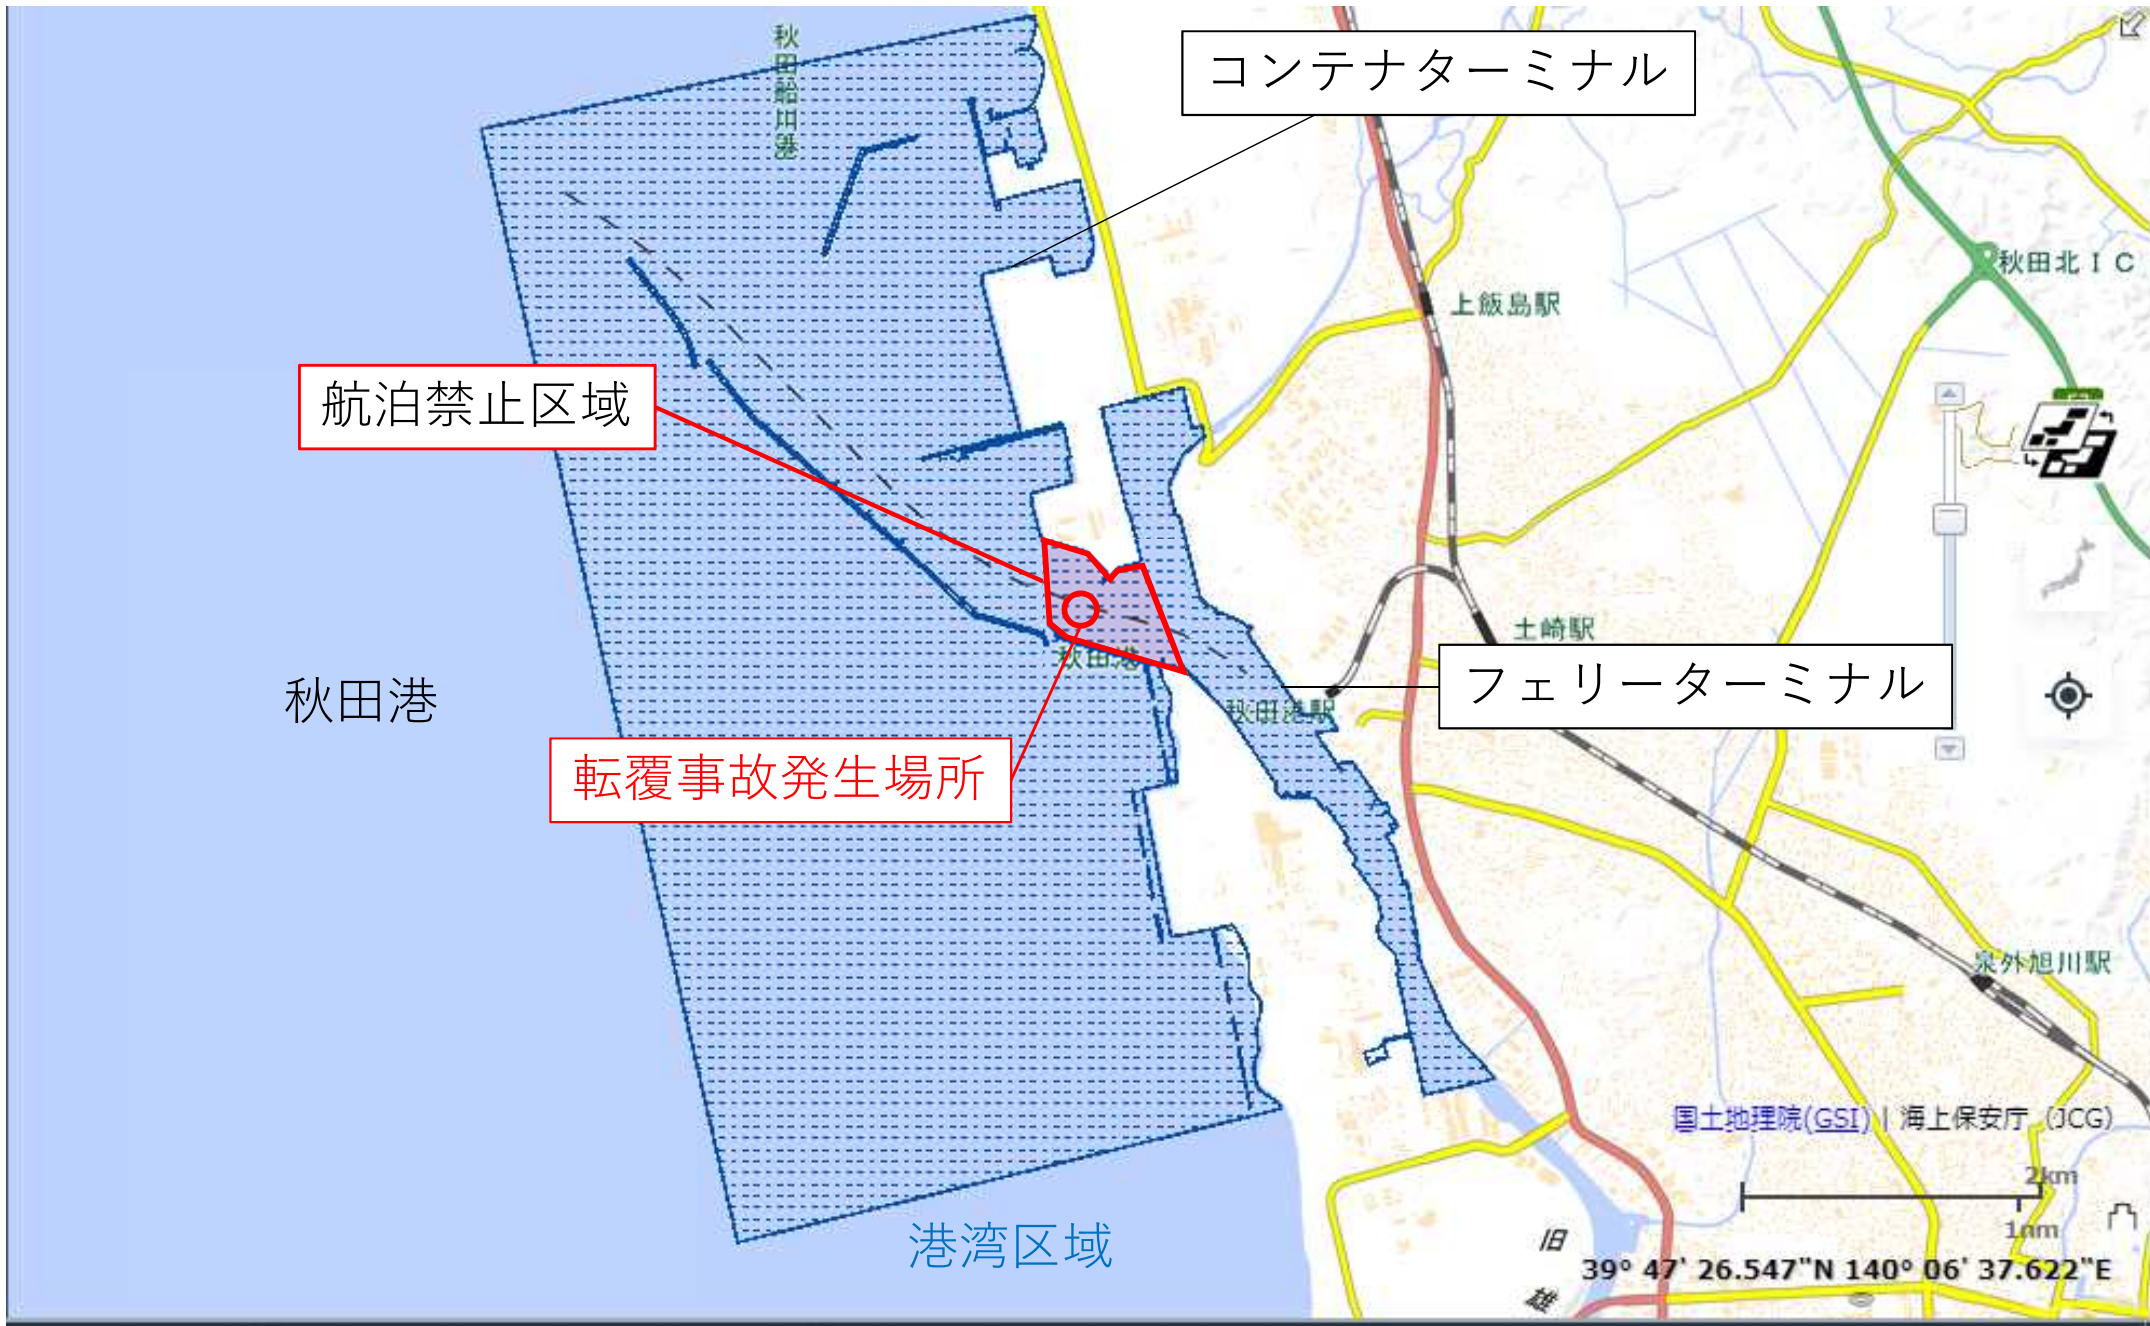 秋田船川港
コンテナターミナル
秋田北IC
上飯島駅
航泊禁止区域
土崎駅
秋田港
フェリーターミナル
秋田港
秋田港駅
転覆事故発生場所
泉外旭川駅
国土地理院(GSI) | 海上保安庁 (JCG)
2km
1nm
港湾区域
旧
雄
39° 47' 26.547"N 140° 06' 37.622"E